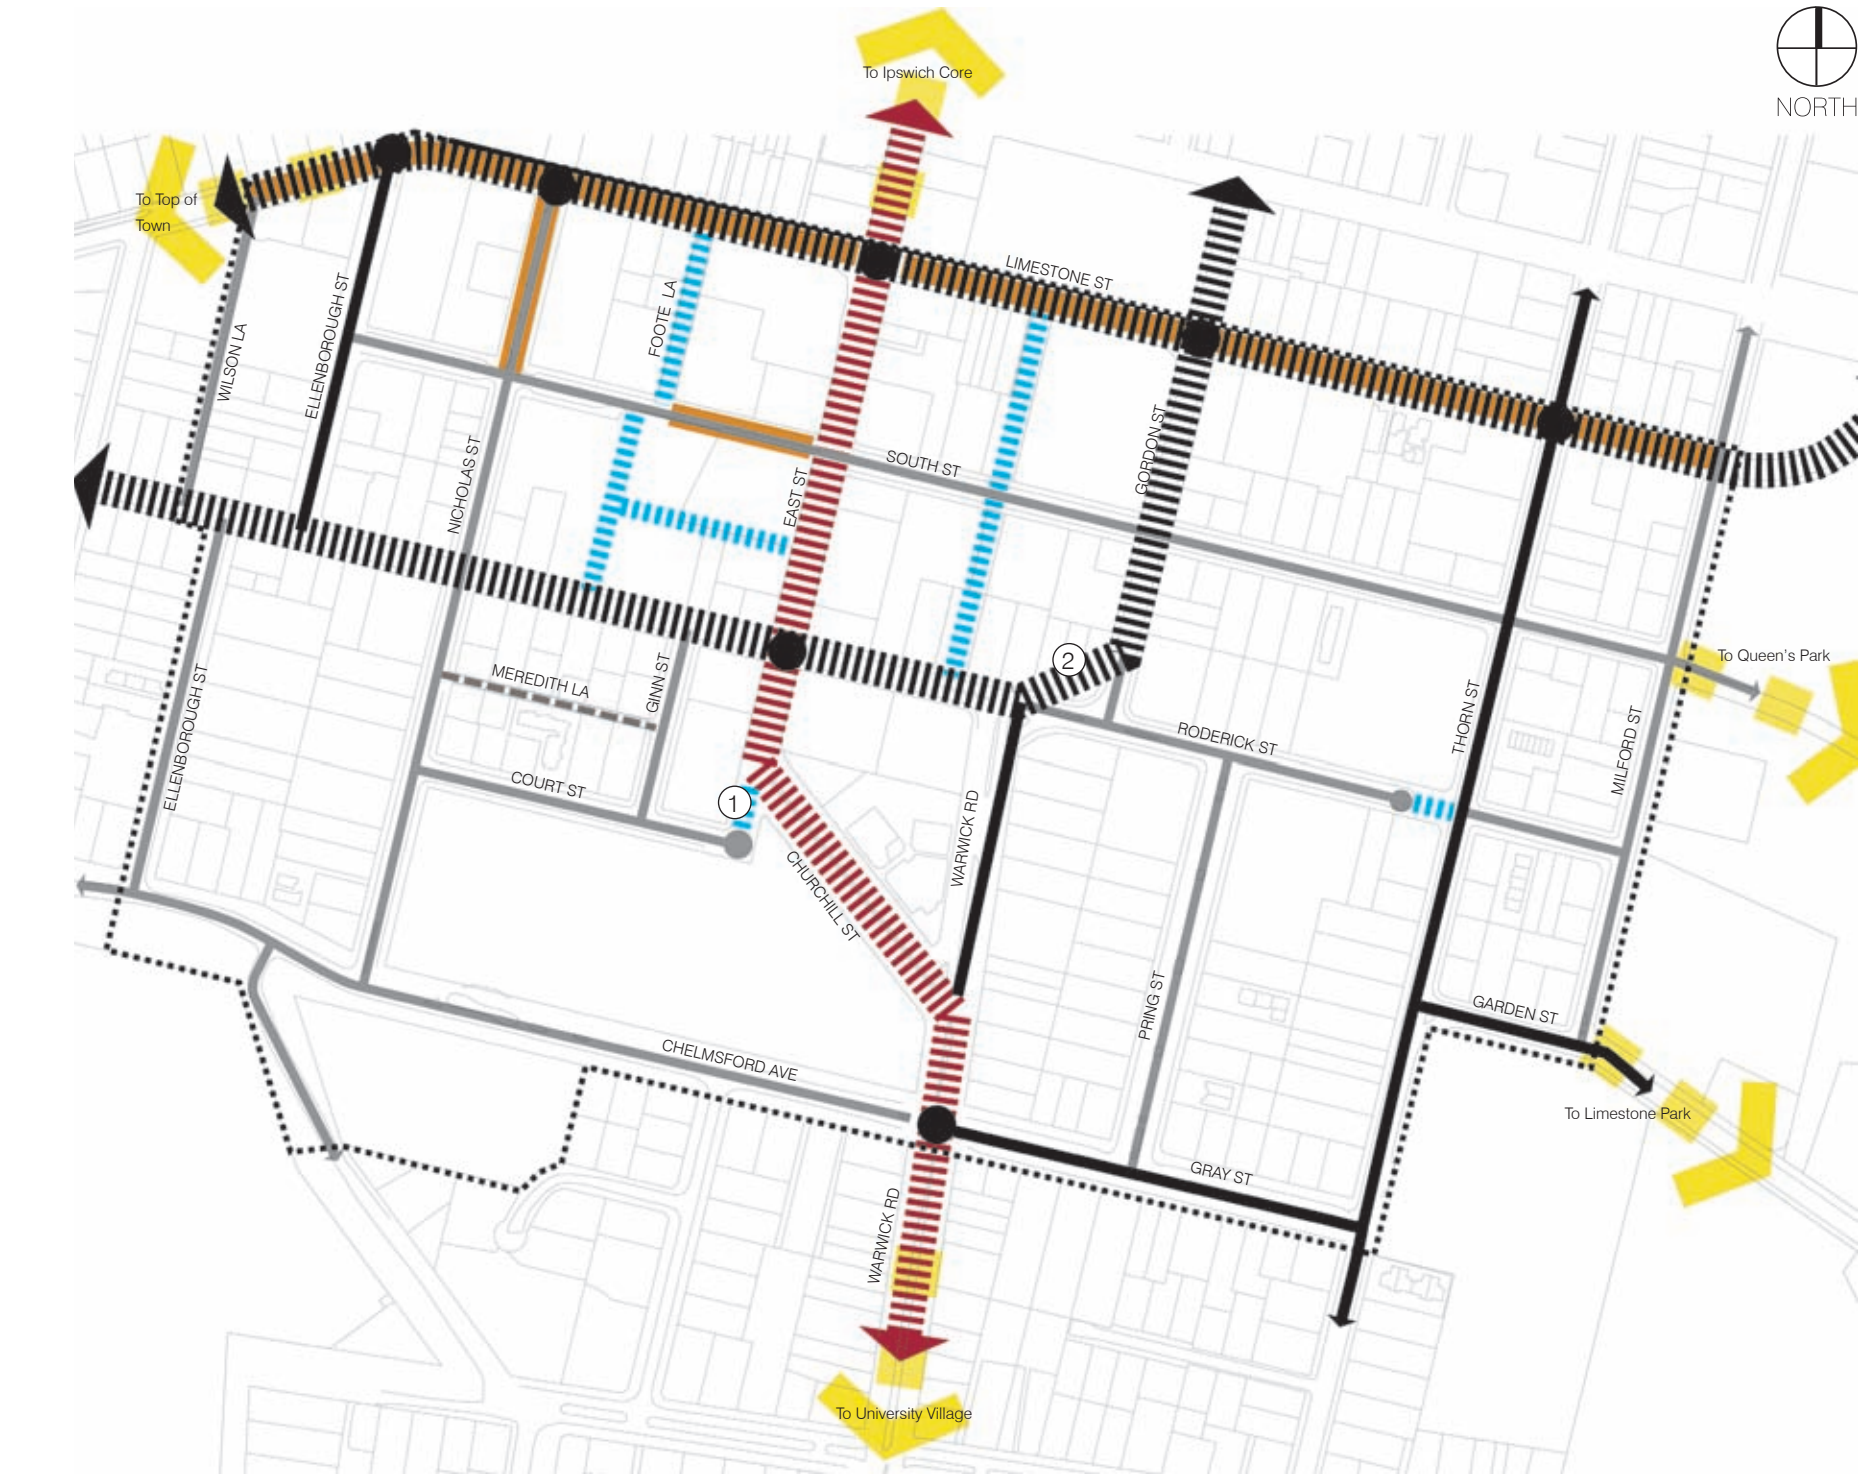 To Ipswich Core
NORTH
To Top of
Town
LIMESTONE ST
FOOTE LA
WILSON LA
ELLENBOROUGH ST
NICHOLAS ST
EAST ST
SOUTH ST
GORDON ST
2
To Queen's Park
MEREDITH LA
GINN ST
ELLENBOROUGH ST
COURT ST
1
RODERICK ST
THORN ST
MILFORD ST
WARWICK RD
CHURCHILL ST
PRING ST
GARDEN ST
CHELMSFORD AVE
To Limestone Park
GRAY ST
WARWICK RD
To University Village